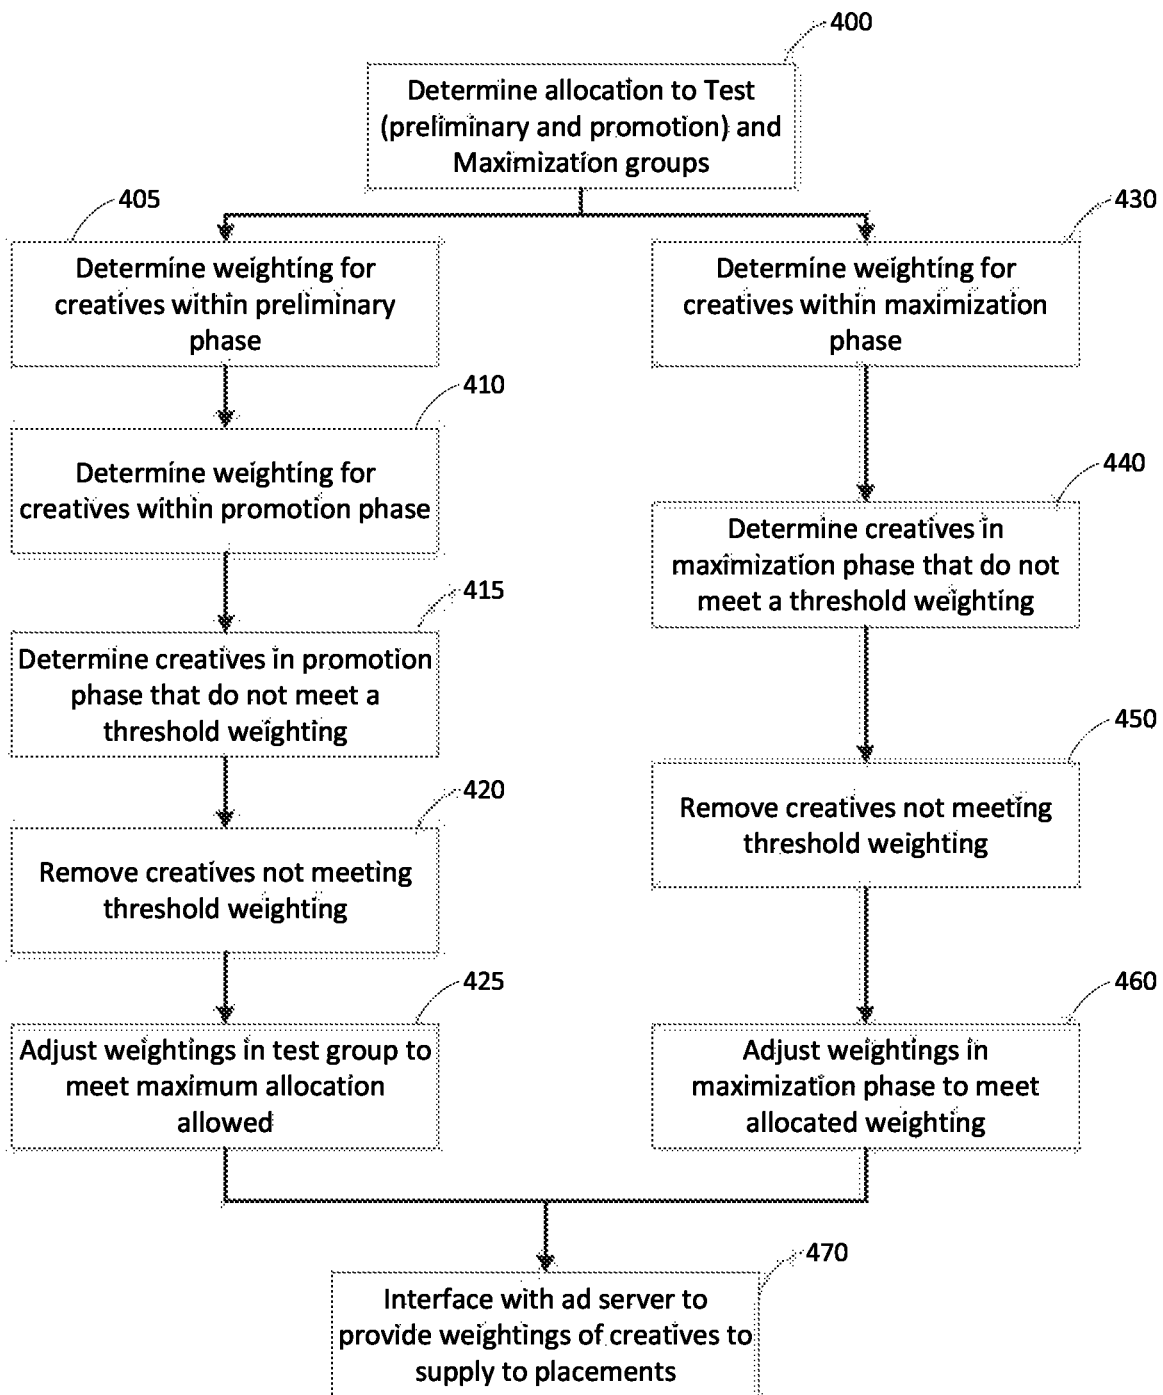 400
Determine allocation to Test
(preliminary and promotion) and
Maximization groups
405
Determine weighting for
creatives within preliminary
phase
410
Determine weighting for
creatives within promotion phase
415
Determine creatives in promotion
phase that do not meet a
threshold weighting
420
Remove creatives not meeting
threshold weighting
425
Adjust weightings in test group to
meet maximum allocation
allowed
430
Determine weighting for
creatives within maximization
phase
440
Determine creatives in
maximization phase that do not
meet a threshold weighting
450
Remove creatives not meeting
threshold weighting
460
Adjust weightings in
maximization phase to meet
allocated weighting
470
Interface with ad server to
provide weightings of creatives to
supply to placements